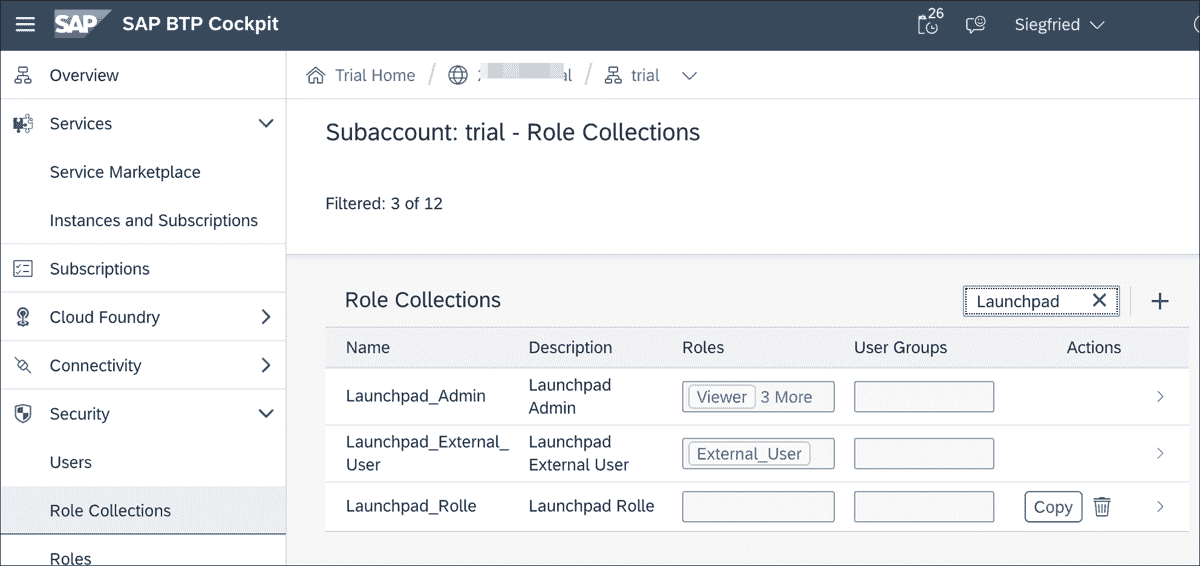 SAP SAP BTP Cockpit 26 Siegfried
Overview
Services
Service Marketplace
Instances and Subscriptions
Subscriptions
Cloud Foundry
Connectivity
Security
Users
Role Collections
Roles
Trial Home / / trial
Subaccount: trial - Role Collections
Filtered: 3 of 12
Role Collections Launchpad
Name Description Roles User Groups Actions
Launchpad_Admin Launchpad Admin Viewer 3 More
Launchpad_External_User Launchpad External User External_User
Launchpad_Rolle Launchpad Rolle Copy